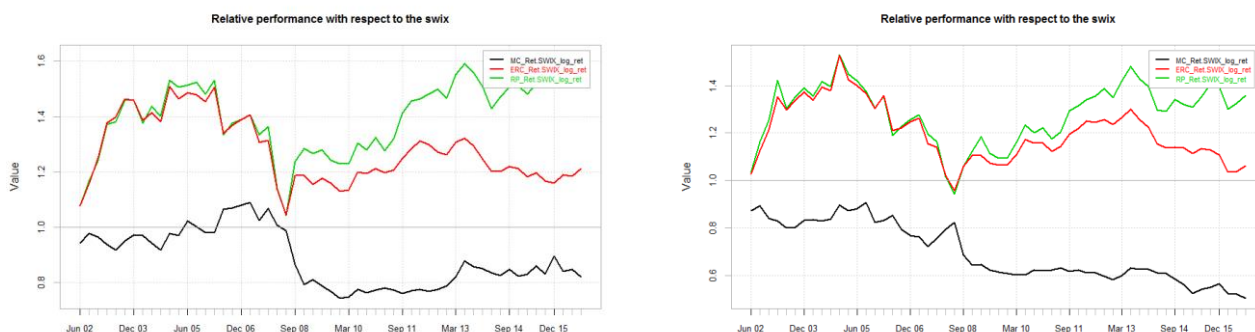 Relative performance with respect to the swix
MC_Ret.SWIX_log_ret
ERC_Ret.SWIX_log_ret
RP_Ret.SWIX_log_ret
Value
1.6
1.4
1.2
1.0
0.8
Jun 02 Dec 03 Jun 05 Dec 06 Sep 08 Mar 10 Sep 11 Mar 13 Sep 14 Dec 15
Relative performance with respect to the swix
MC_Ret.SWIX_log_ret
ERC_Ret.SWIX_log_ret
RP_Ret.SWIX_log_ret
Value
1.4
1.2
1.0
0.8
0.6
Jun 02 Dec 03 Jun 05 Dec 06 Sep 08 Mar 10 Sep 11 Mar 13 Sep 14 Dec 15